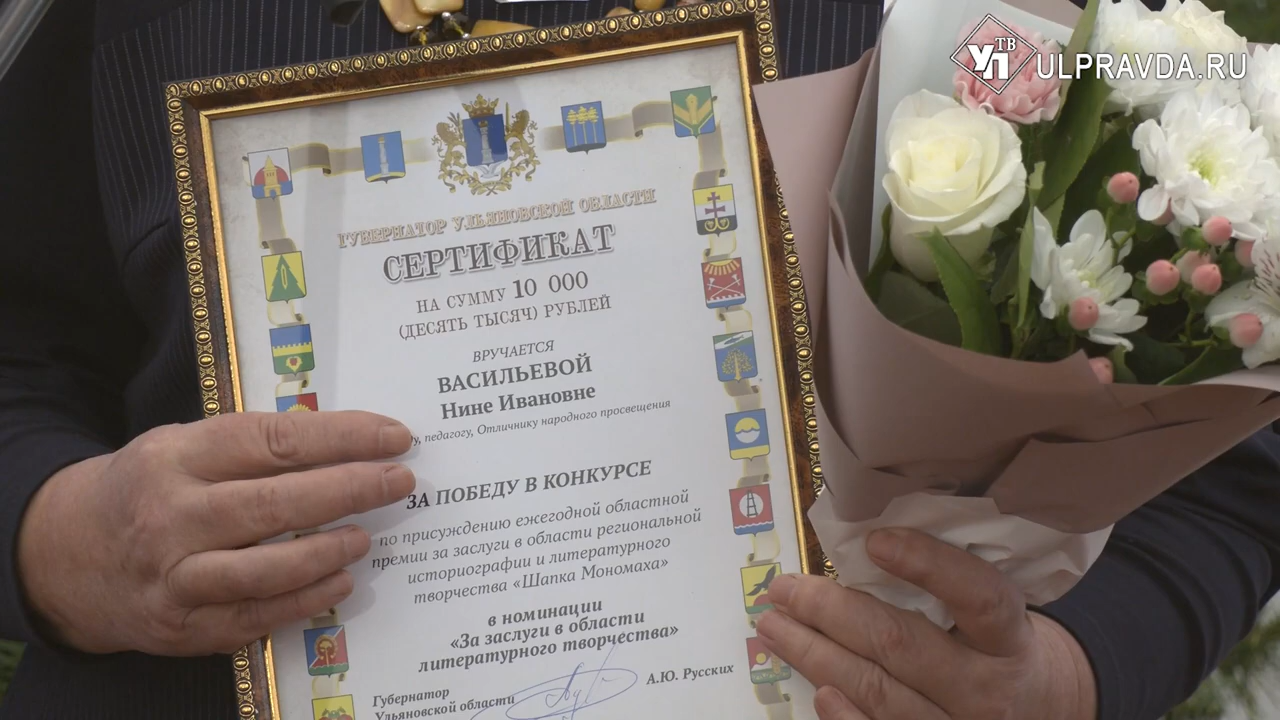 УП ТВ ULPRAVDA.RU
ГУБЕРНАТОР УЛЬЯНОВСКОЙ ОБЛАСТИ
СЕРТИФИКАТ
НА СУММУ 10 000
(ДЕСЯТЬ ТЫСЯЧ) РУБЛЕЙ
ВРУЧАЕТСЯ
ВАСИЛЬЕВОЙ
Нине Ивановне
педагогу, Отличнику народного просвещения
ЗА ПОБЕДУ В КОНКУРСЕ
по присуждению ежегодной областной
премии за заслуги в области региональной
историографии и литературного
творчества «Шапка Мономаха»
в номинации
«За заслуги в области
литературного творчества»
Губернатор
Ульяновской области
А.Ю. Русских